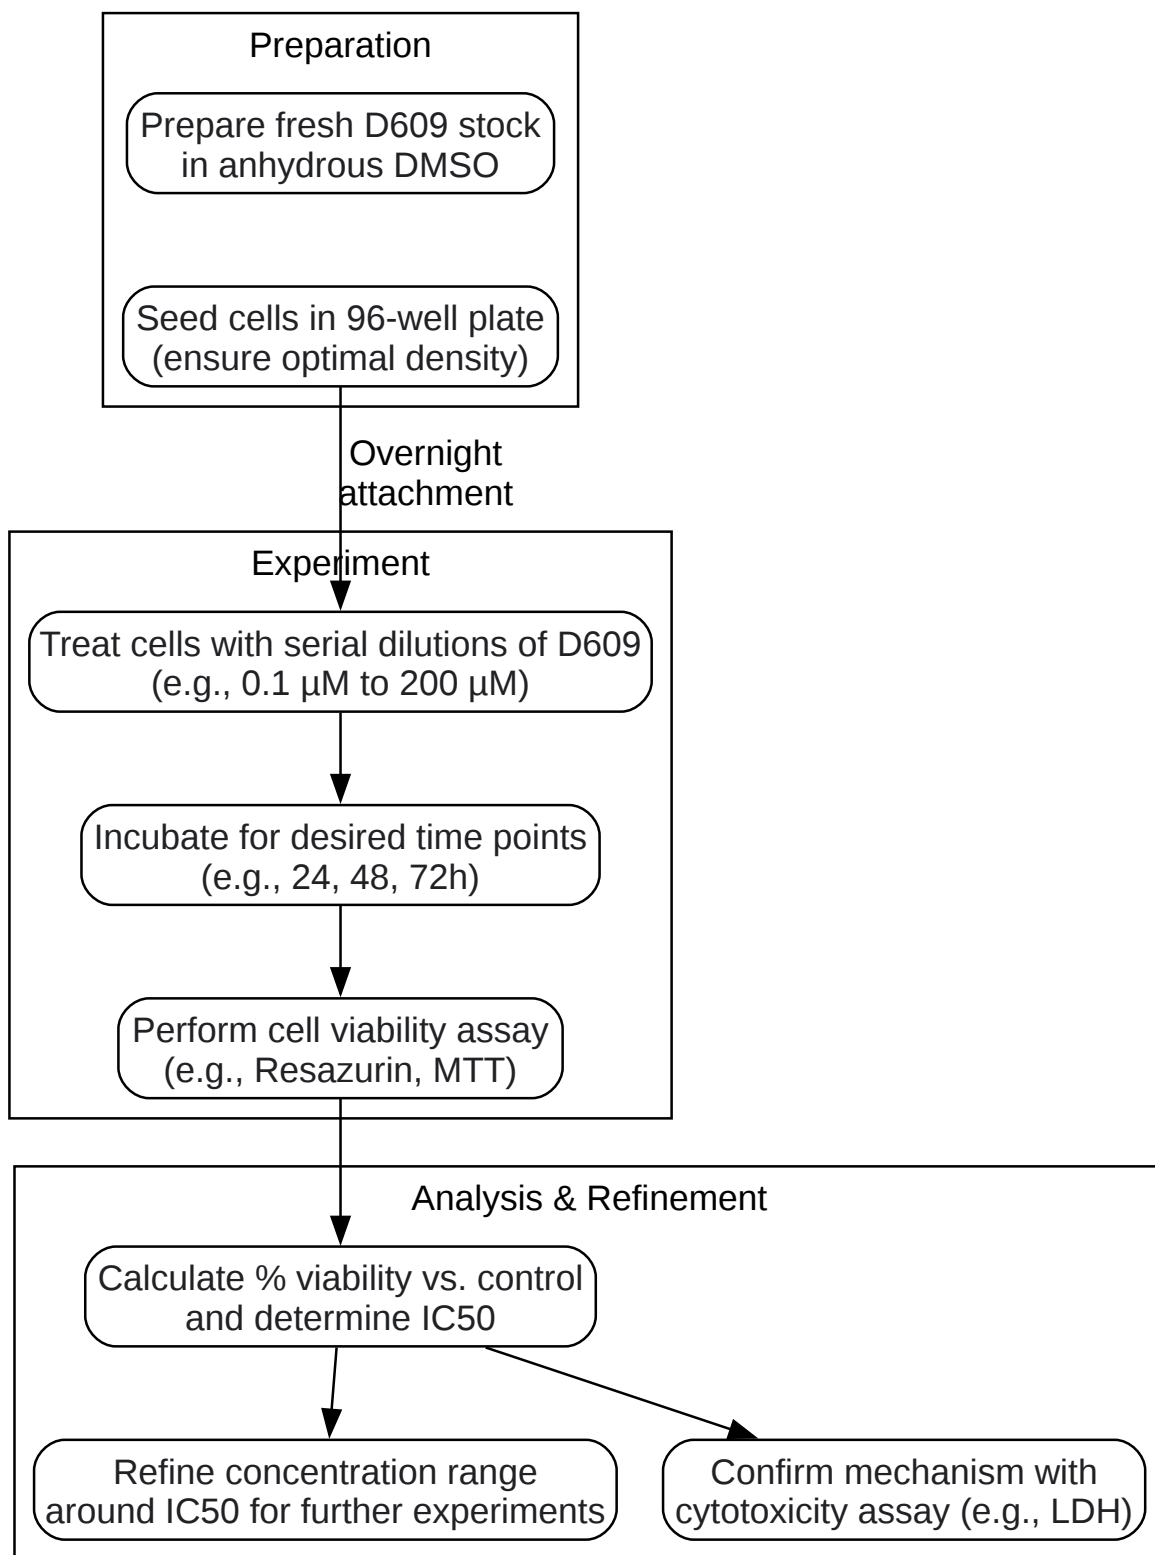 Preparation
Prepare fresh D609 stock
in anhydrous DMSO
Seed cells in 96-well plate
(ensure optimal density)
Overnight
attachment
Experiment
Treat cells with serial dilutions of D609
(e.g., 0.1 µM to 200 µM)
Incubate for desired time points
(e.g., 24, 48, 72h)
Perform cell viability assay
(e.g., Resazurin, MTT)
Analysis & Refinement
Calculate % viability vs. control
and determine IC50
Refine concentration range
around IC50 for further experiments
Confirm mechanism with
cytotoxicity assay (e.g., LDH)